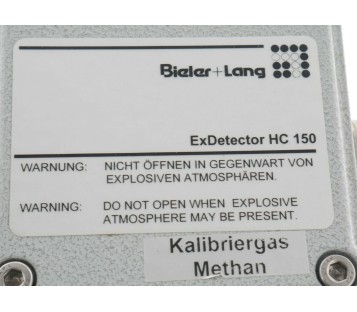 Bieler+Lang
ExDetector HC 150
WARNUNG: NICHT ÖFFNEN IN GEGENWART VON
EXPLOSIVEN ATMOSPHÄREN.
WARNING: DO NOT OPEN WHEN EXPLOSIVE
ATMOSPHERE MAY BE PRESENT.
Kalibriergas
Methan